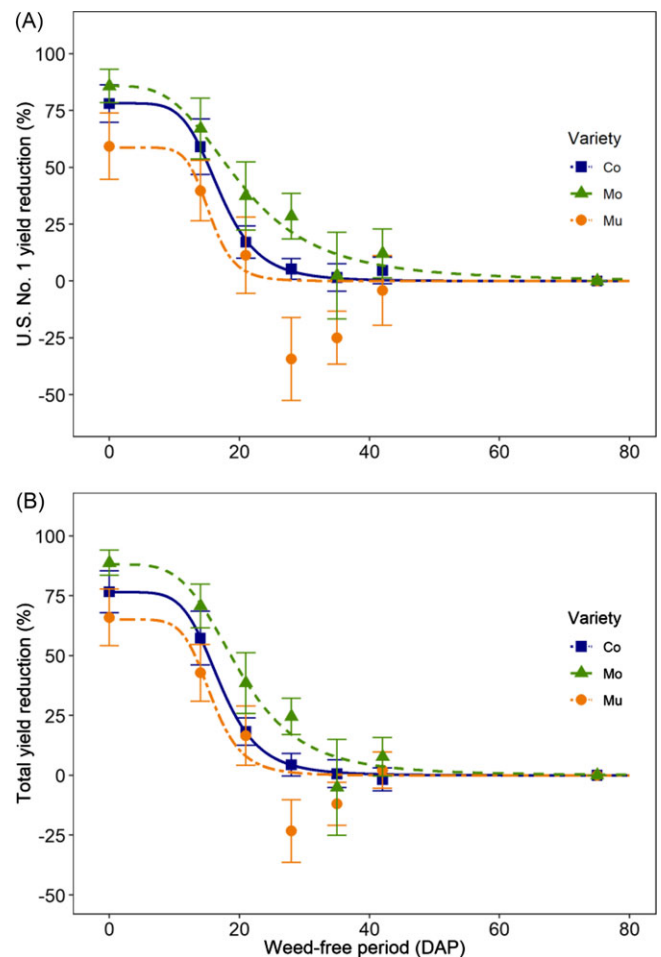 (A)
U.S. No. 1 yield reduction (%)
100
75
50
25
0
-25
-50
Variety
Co
Mo
Mu
0
20
40
60
80
(B)
Total yield reduction (%)
100
75
50
25
0
-25
-50
Variety
Co
Mo
Mu
0
20
40
60
80
Weed-free period (DAP)